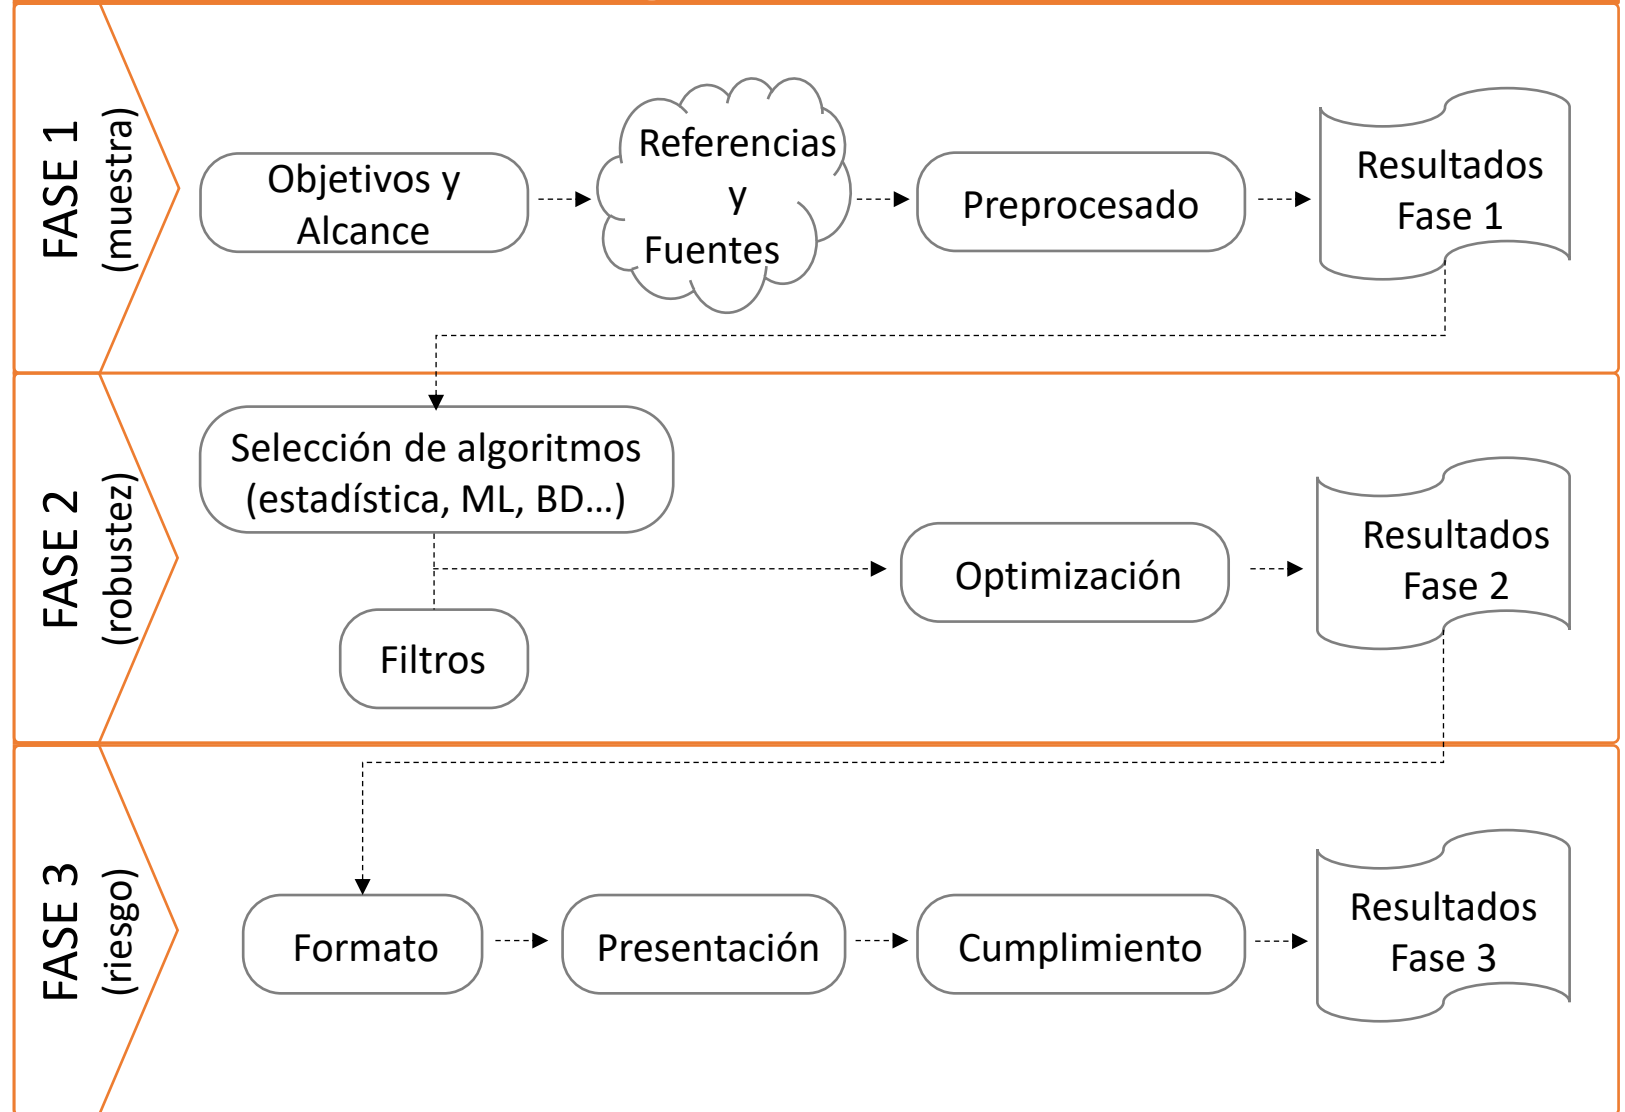 FASE 1
(muestra)
Objetivos y
Alcance
Referencias
y
Fuentes
Preprocesado
Resultados
Fase 1
FASE 2
(robustez)
Selección de algoritmos
(estadística, ML, BD...)
Filtros
Optimización
Resultados
Fase 2
FASE 3
(riesgo)
Formato
Presentación
Cumplimiento
Resultados
Fase 3